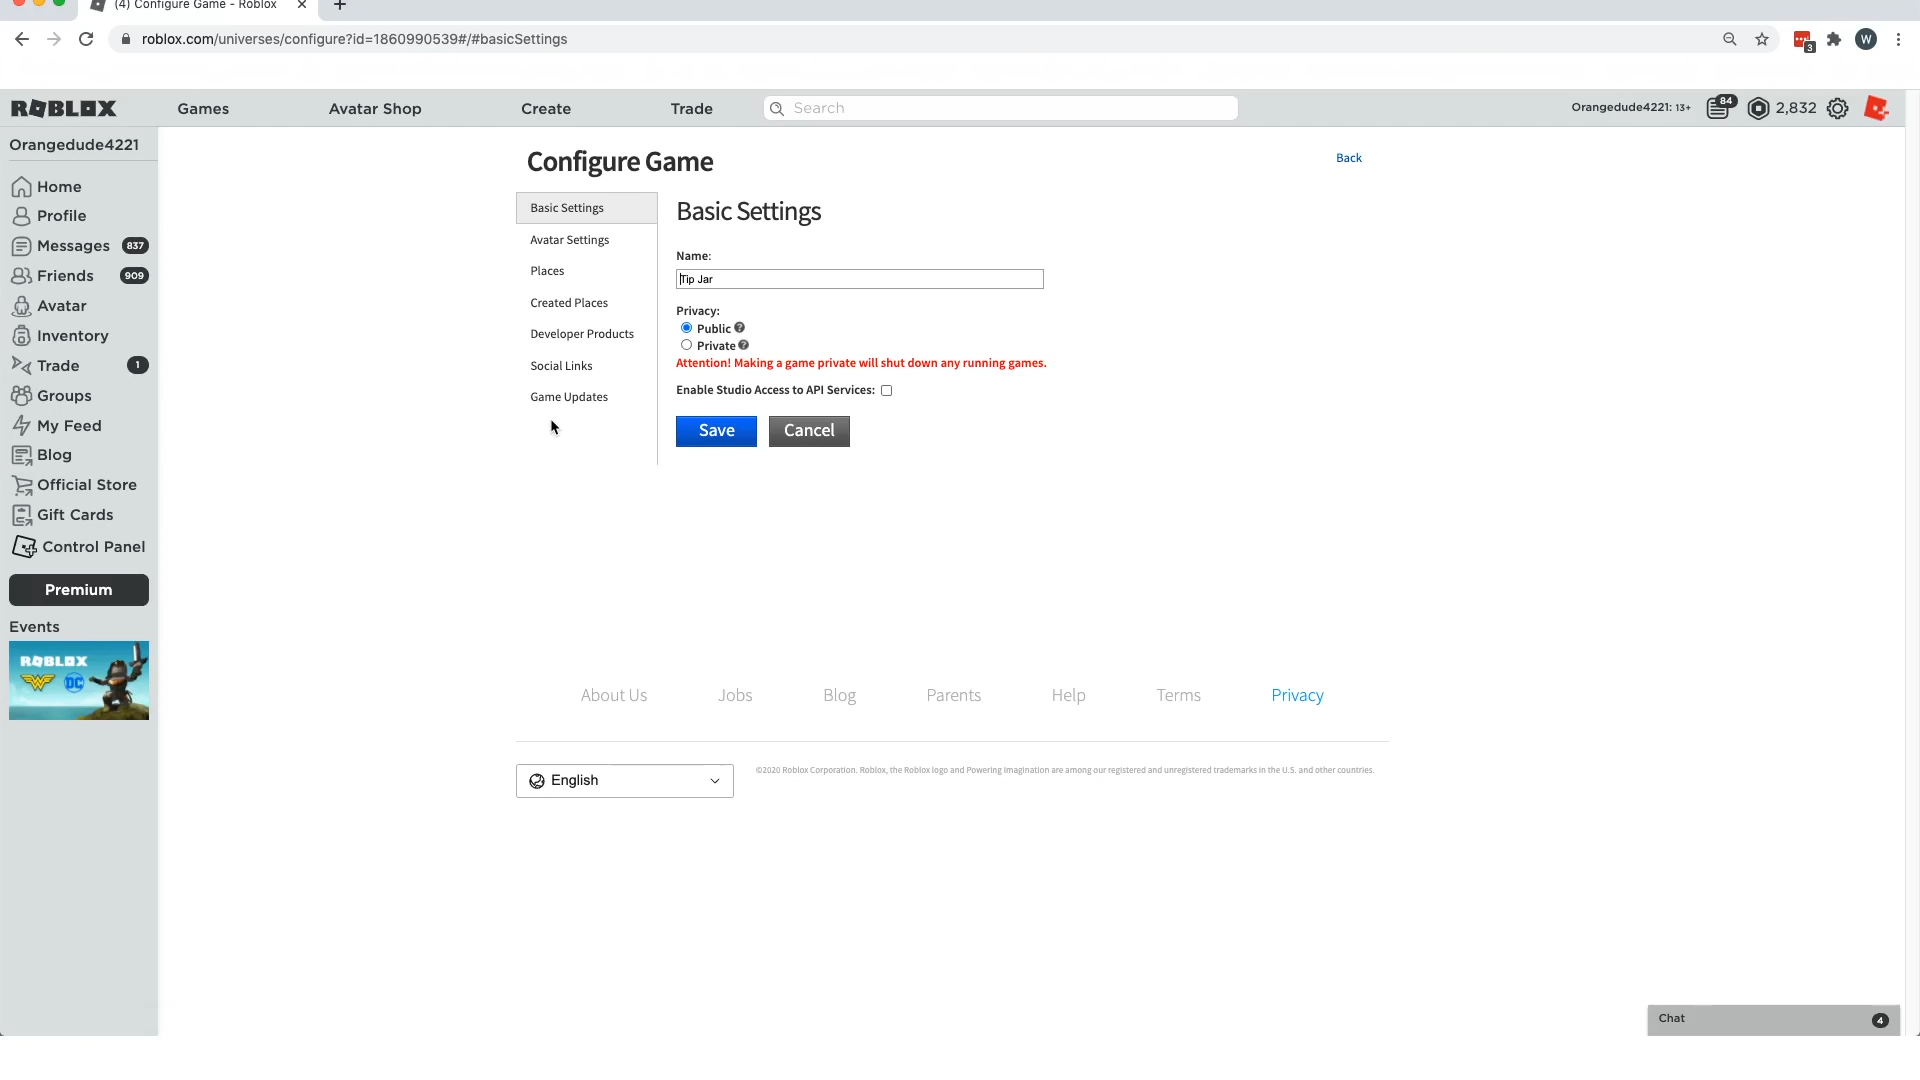 (4) Configure Game - Roblox
roblox.com/universes/configure?id=1860990539#/#basicSettings
3
W
ROBLOX
Games
Avatar Shop
Create
Trade
Search
Orangedude4221: 13+
84
2,832
Orangedude4221
Home
Profile
Messages 837
Friends 909
Avatar
Inventory
Trade 1
Groups
My Feed
Blog
Official Store
Gift Cards
Control Panel
Premium
Events
ROBLOX
DC
Configure Game
Back
Basic Settings
Avatar Settings
Places
Created Places
Developer Products
Social Links
Game Updates
Basic Settings
Name:
Tip Jar
Privacy:
Public ?
Private ?
Attention! Making a game private will shut down any running games.
Enable Studio Access to API Services:
Save
Cancel
About Us
Jobs
Blog
Parents
Help
Terms
Privacy
English
©2020 Roblox Corporation. Roblox, the Roblox logo and Powering Imagination are among our registered and unregistered trademarks in the U.S. and other countries.
Chat
4